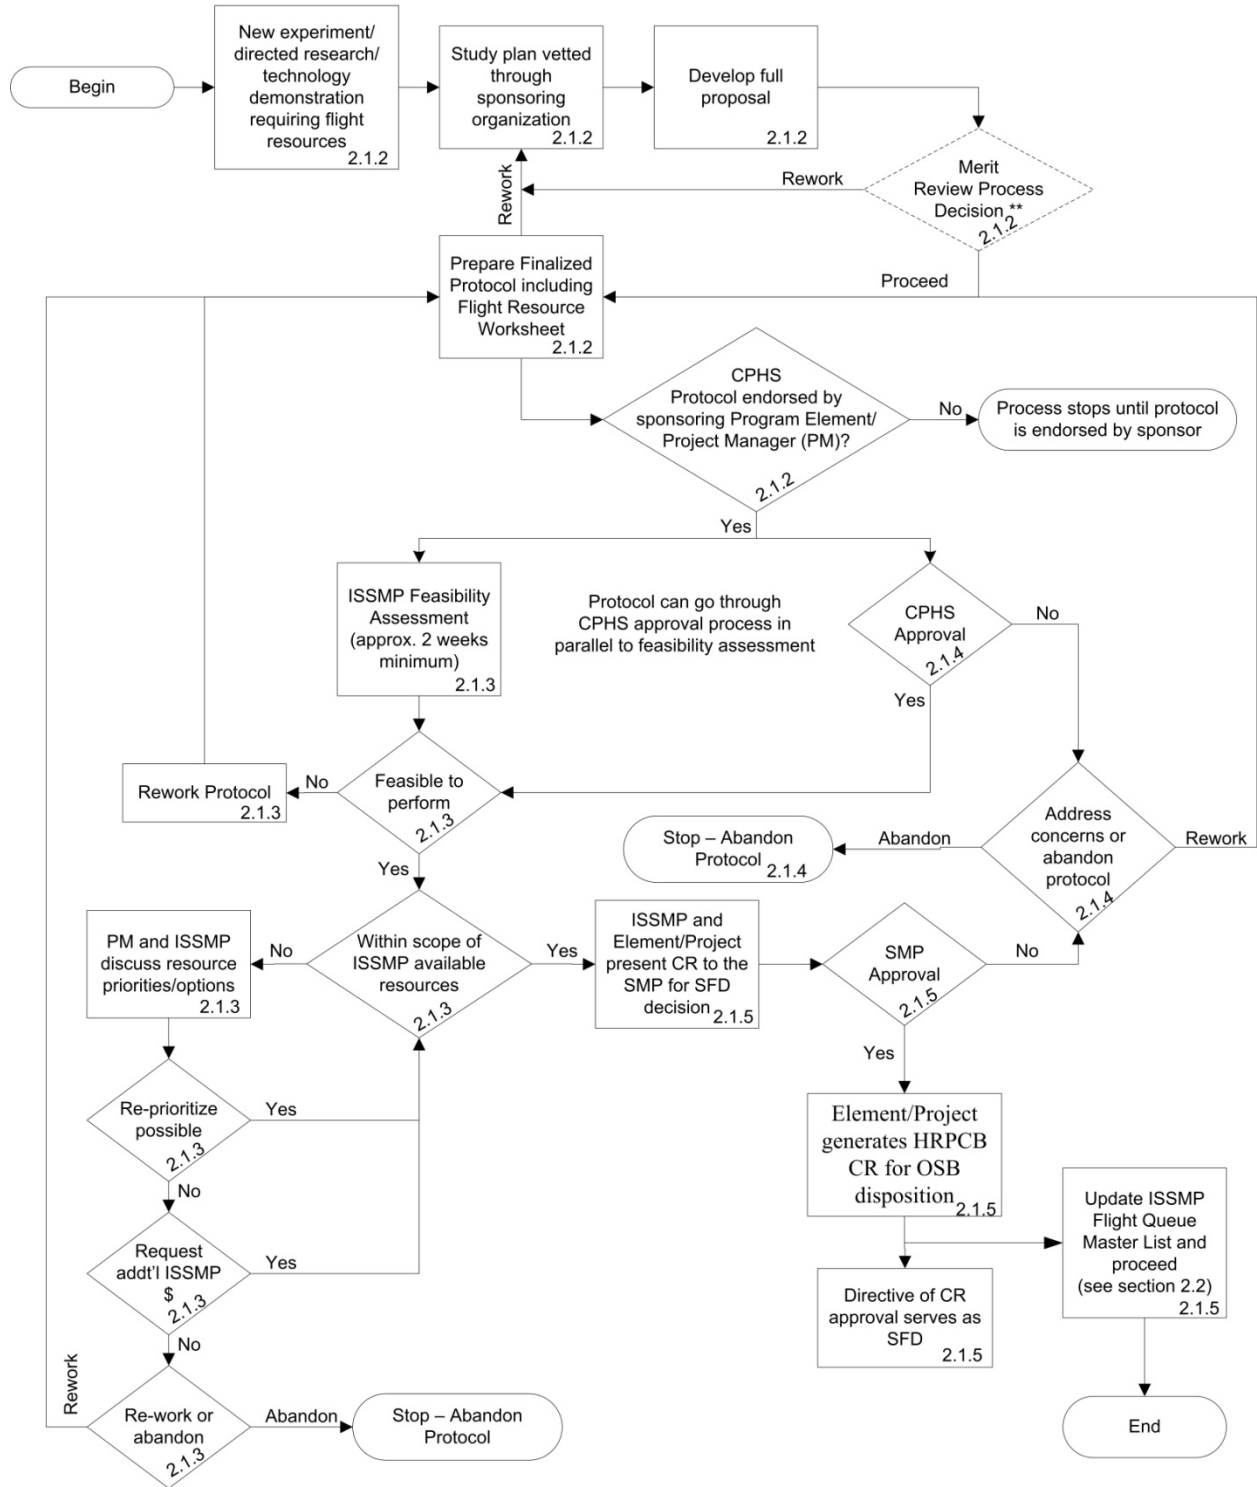 Begin
New experiment/
directed research/
technology
demonstration
requiring flight
resources
2.1.2
Study plan vetted
through
sponsoring
organization
2.1.2
Develop full
proposal
2.1.2
Merit
Review Process
Decision **
2.1.2
Rework
Rework
Proceed
Prepare Finalized
Protocol including
Flight Resource
Worksheet
2.1.2
CPHS
Protocol endorsed by
sponsoring Program Element/
Project Manager (PM)?
2.1.2
No
Process stops until protocol
is endorsed by sponsor
Yes
ISSMP Feasibility
Assessment
(approx. 2 weeks
minimum)
2.1.3
Protocol can go through
CPHS approval process in
parallel to feasibility assessment
CPHS
Approval
2.1.4
No
Yes
Feasible to
perform
2.1.3
No
Rework Protocol
2.1.3
Yes
Address
concerns or
abandon
protocol
2.1.4
Rework
Abandon
Stop – Abandon
Protocol
2.1.4
Within scope of
ISSMP available
resources
2.1.3
No
PM and ISSMP
discuss resource
priorities/options
2.1.3
Yes
ISSMP and
Element/Project
present CR to the
SMP for SFD
decision
2.1.5
SMP
Approval
2.1.5
No
Yes
Re-prioritize
possible
2.1.3
Yes
No
Request
addt'l ISSMP
$
2.1.3
Yes
No
Element/Project
generates HRPCB
CR for OSB
disposition
2.1.5
Update ISSMP
Flight Queue
Master List and
proceed
(see section 2.2)
2.1.5
Directive of CR
approval serves as
SFD
2.1.5
Rework
Re-work or
abandon
2.1.3
Abandon
Stop – Abandon
Protocol
End